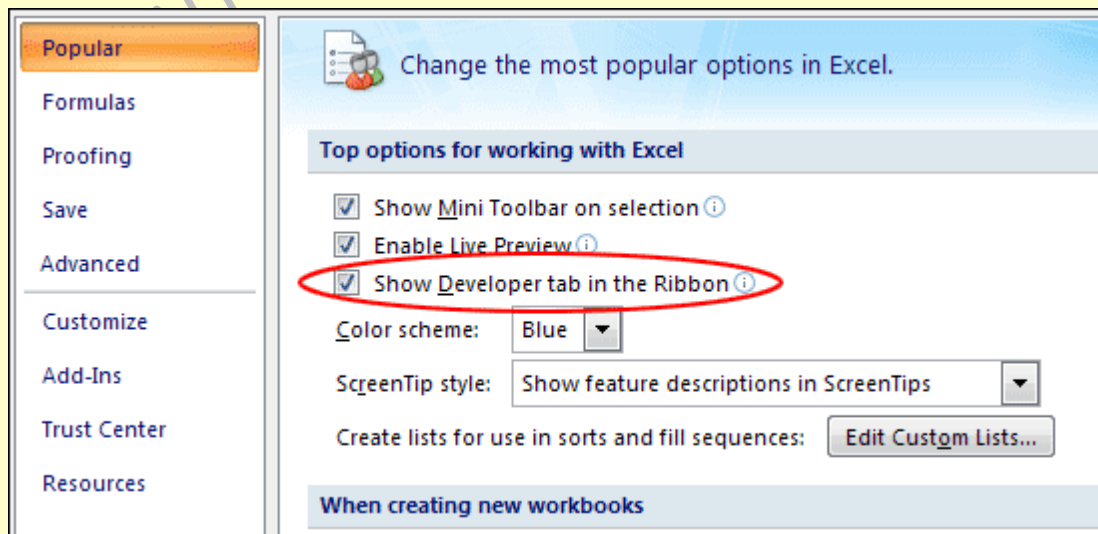 Popular
Formulas
Proofing
Save
Advanced
Customize
Add-Ins
Trust Center
Resources
Change the most popular options in Excel.
Top options for working with Excel
Show Mini Toolbar on selection
Enable Live Preview
Show Developer tab in the Ribbon
Color scheme: Blue
ScreenTip style: Show feature descriptions in ScreenTips
Create lists for use in sorts and fill sequences: Edit Custom Lists...
When creating new workbooks